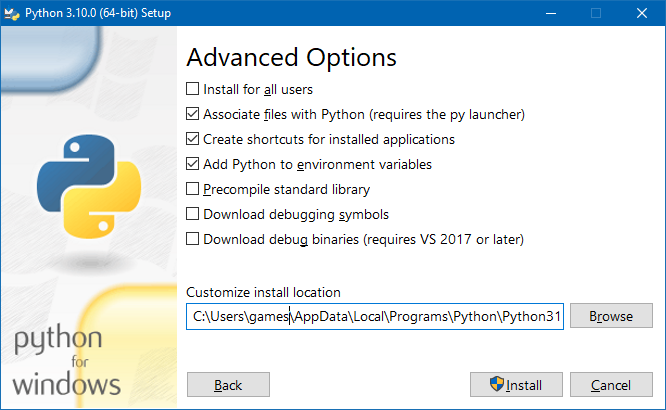 Python 3.10.0 (64-bit) Setup
Advanced Options
Install for all users
Associate files with Python (requires the py launcher)
Create shortcuts for installed applications
Add Python to environment variables
Precompile standard library
Download debugging symbols
Download debug binaries (requires VS 2017 or later)
Customize install location
C:\Users\games\AppData\Local\Programs\Python\Python31
Browse
python
for
windows
Back
Install
Cancel